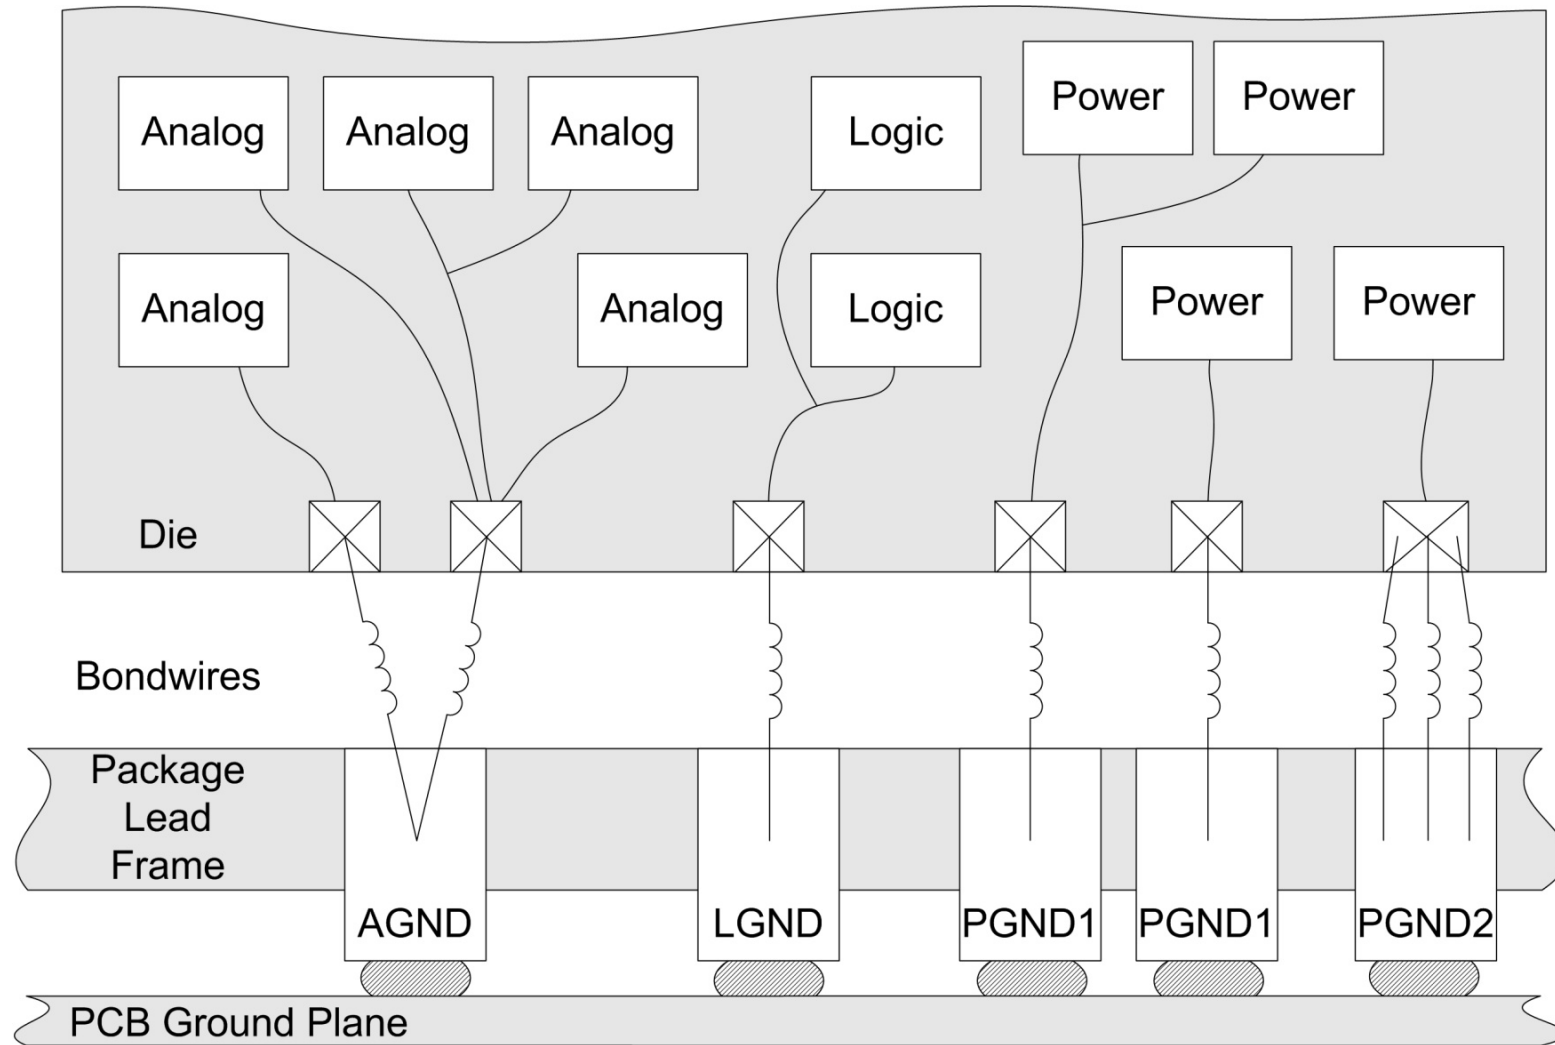 Power Power
Analog Analog Analog Logic
Analog Analog Logic Power Power
Die
Bondwires
Package
Lead
Frame
AGND LGND PGND1 PGND1 PGND2
PCB Ground Plane